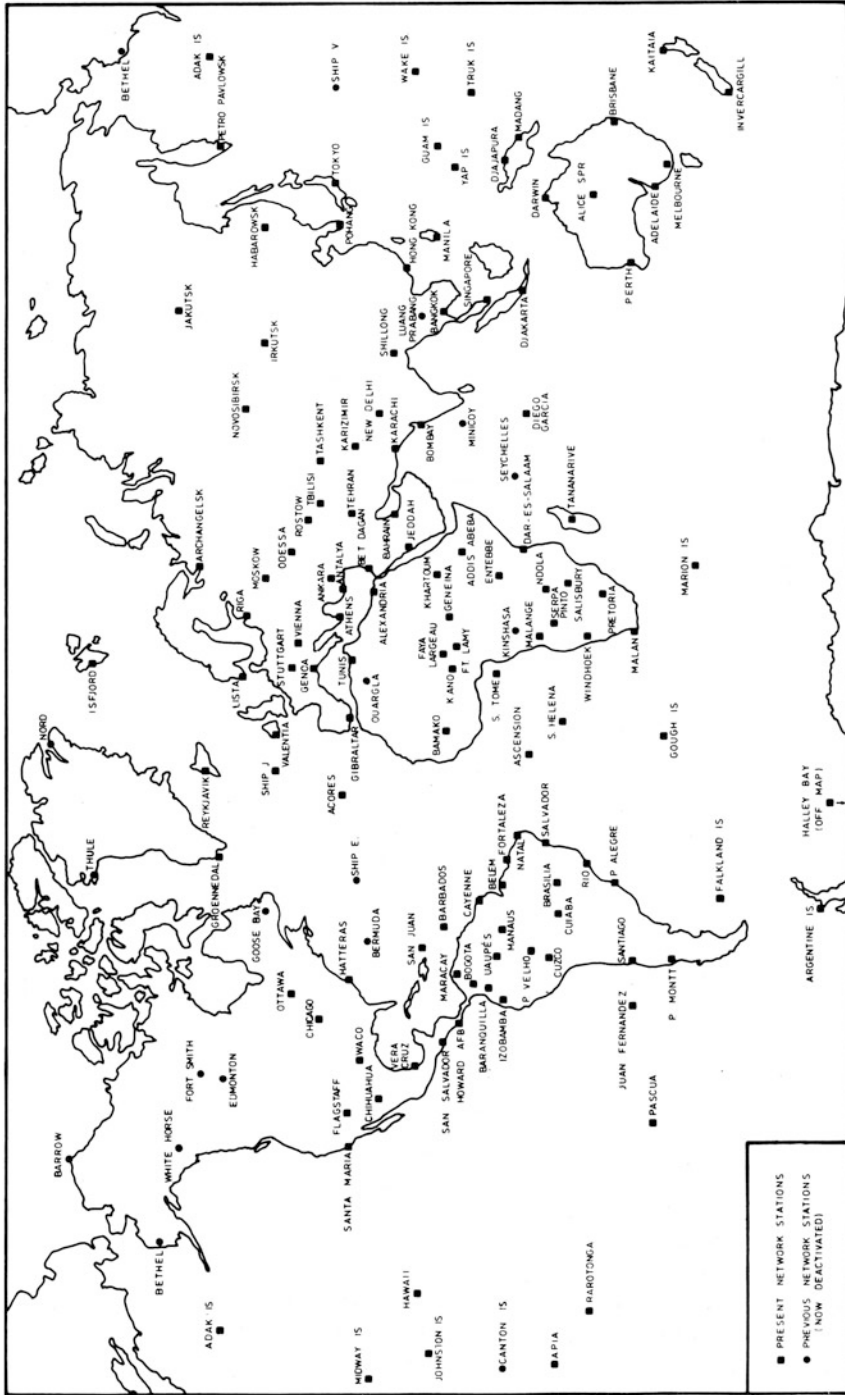 BETHEL
ADAK IS
PETRO PAVLOWSK
SHIP V
WAKE IS
TRUK IS
KAITAIA
INVERCARGILL
GUAM IS
YAP IS
DJAJAPURA
MADANG
BRISBANE
TOKYO
POHANG
HABAROWSK
HONG KONG
MANILA
DARWIN
ALICE SPR
ADELAIDE
MELBOURNE
PERTH
JAKUTSK
IRKUTSK
SHILLONG
LUANG
PRABANG
BANGKOK
SINGAPORE
DJAKARTA
NOVOSIBIRSK
TASHKENT
KARIZIMIR
NEW DELHI
KARACHI
BOMBAY
MINICOY
DIEGO
GARCIA
SEYCHELLES
ARCHANGELSK
MOSKOW
ODESSA
ROSTOW
TBILISI
TEHRAN
BAHRAIN
JEDDAH
ADDIS ABEBA
DAR-ES-SALAAM
TANANARIVE
MARION IS
RIGA
VIENNA
ANKARA
ANTALYA
BET DAGAN
ATHENS
ALEXANDRIA
KHARTOUM
GENEINA
ENTEBBE
NDOLA
SERPA
PINTO
SALISBURY
PRETORIA
MALAN
ISFJORD
LISTA
STUTTGART
GENOA
TUNIS
OUARGLA
FAYA
LARGEAU
FT. LAMY
KANO
KINSHASA
MALANGE
WINDHOEK
S. TOME
NORD
VALENTIA
SHIP J
GIBRALTAR
BAMAKO
ASCENSION
S. HELENA
GOUGH IS
HALLEY BAY
(OFF MAP)
REYKJAVIK
ACORES
THULE
GROENNEDAL
SHIP E.
GOOSE BAY
BERMUDA
BARBADOS
CAYENNE
BELEM
FORTALEZA
NATAL
SALVADOR
RIO
P ALEGRE
BRASILIA
CUIABA
FALKLAND IS
ARGENTINE IS
OTTAWA
CHICAGO
HATTERAS
SAN JUAN
MARACAY
BOGOTA
UAUPÉS
MANAUS
P VELHO
CUZCO
SANTIAGO
P MONTT
BARANQUILLA
IZOBAMBA
JUAN FERNANDEZ
PASCUA
FORT SMITH
EDMONTON
WACO
VERA
CRUZ
SAN SALVADOR
HOWARD AFB
FLAGSTAFF
CHIHUAHUA
SANTA MARIA
BARROW
WHITE HORSE
BETHEL
ADAK IS
HAWAII
MIDWAY IS
JOHNSTON IS
CANTON IS
APIA
RAROTONGA
PRESENT NETWORK STATIONS
PREVIOUS NETWORK STATIONS
(NOW DEACTIVATED)